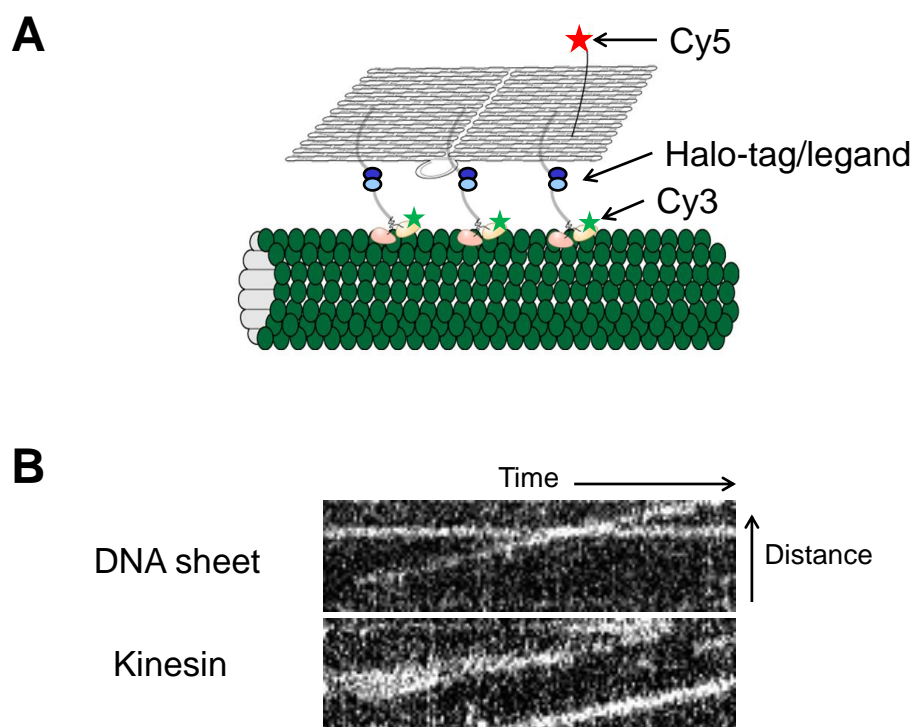 A
Cy5
Halo-tag/legand
Cy3
B
Time
DNA sheet
Distance
Kinesin